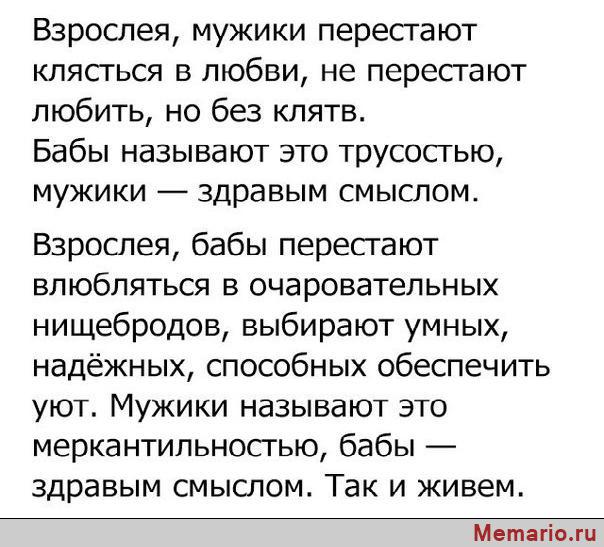 Взрослея, мужики перестают
клясться в любви, не перестают
любить, но без клятв.
Бабы называют это трусостью,
мужики — здравым смыслом.
Взрослея, бабы перестают
влюбляться в очаровательных
нищебродов, выбирают умных,
надёжных, способных обеспечить
уют. Мужики называют это
меркантильностью, бабы —
здравым смыслом. Так и живем.
Memario.ru